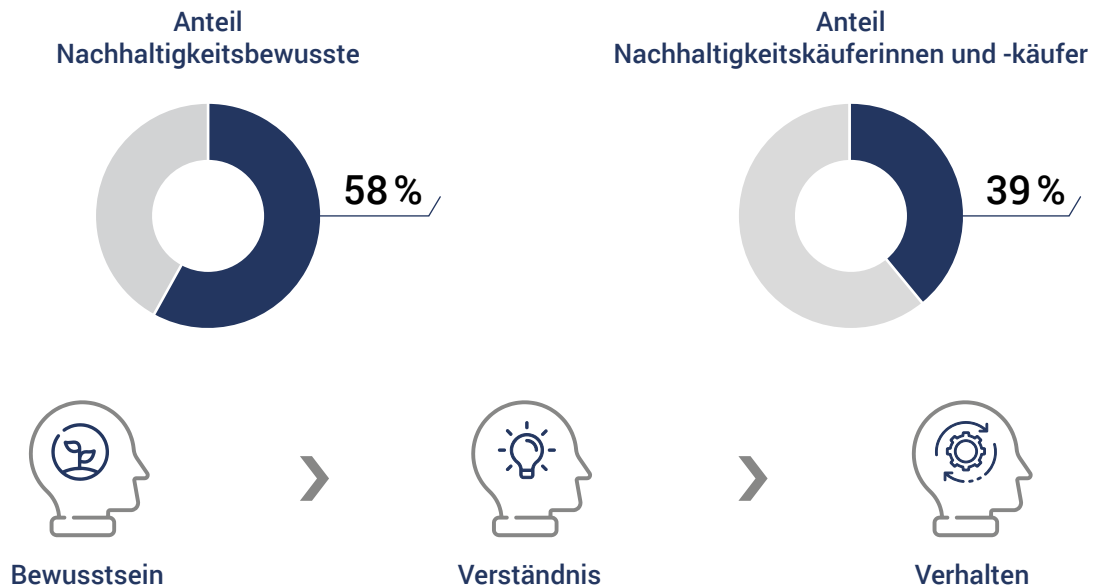 Anteil
Nachhaltigkeitsbewusste
Anteil
Nachhaltigkeitskäuferinnen und -käufer
58 %
39 %
Bewusstsein
Verständnis
Verhalten